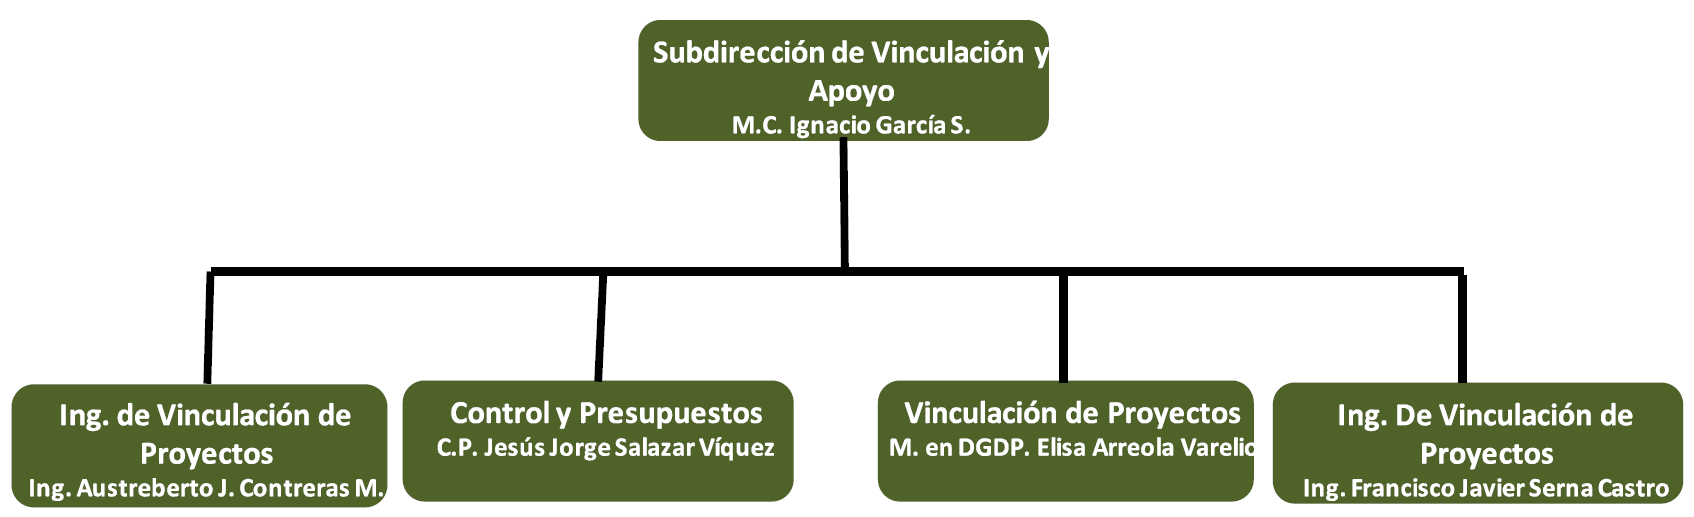 Subdirección de Vinculación y
Apoyo
M.C. Ignacio García S.
Ing. de Vinculación de
Proyectos
Ing. Austreberto J. Contreras M.
Control y Presupuestos
C.P. Jesús Jorge Salazar Víquez
Vinculación de Proyectos
M. en DGDP. Elisa Arreola Varelio
Ing. De Vinculación de
Proyectos
Ing. Francisco Javier Serna Castro